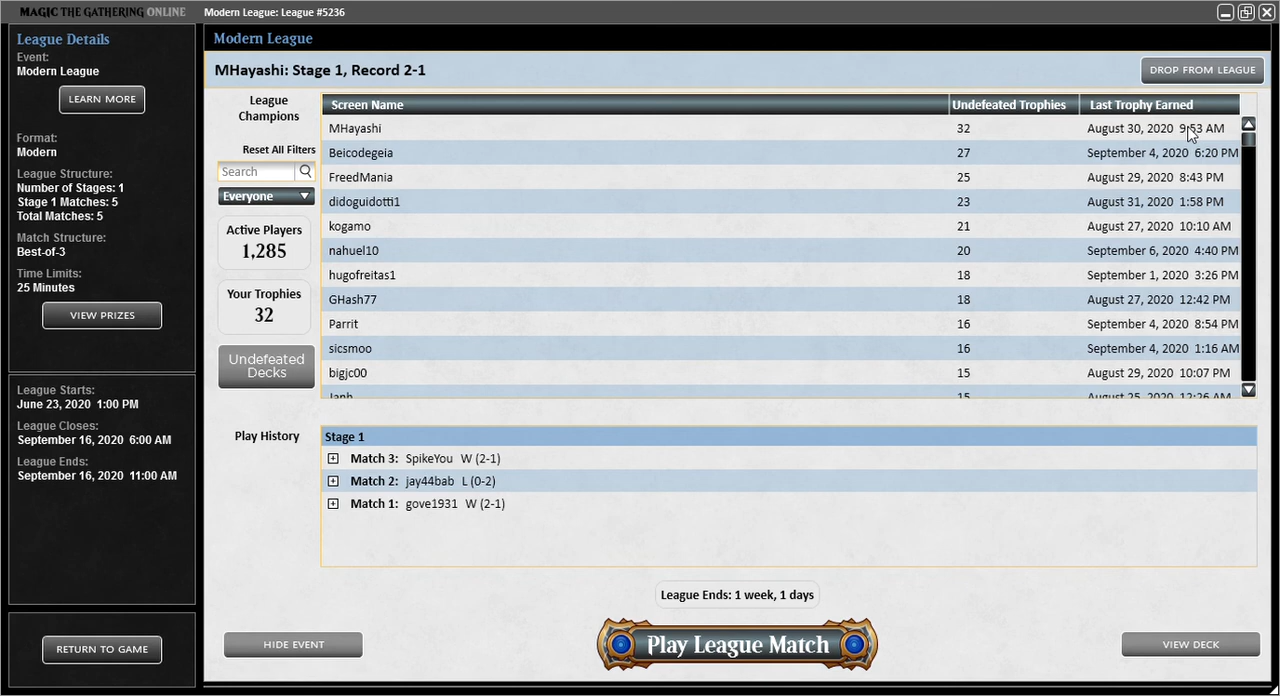 MAGIC THE GATHERING ONLINE
Modern League: League #5236
League Details
Event:
Modern League
LEARN MORE
Format:
Modern
League Structure:
Number of Stages: 1
Stage 1 Matches: 5
Total Matches: 5
Match Structure:
Best-of-3
Time Limits:
25 Minutes
VIEW PRIZES
League Starts:
June 23, 2020 1:00 PM
League Closes:
September 16, 2020 6:00 AM
League Ends:
September 16, 2020 11:00 AM
RETURN TO GAME
Modern League
MHayashi: Stage 1, Record 2-1
DROP FROM LEAGUE
League
Champions
Reset All Filters
Search
Everyone
Active Players
1,285
Your Trophies
32
Undefeated
Decks
Screen Name Undefeated Trophies Last Trophy Earned
MHayashi 32 August 30, 2020 9:53 AM
Beicodegeia 27 September 4, 2020 6:20 PM
FreedMania 25 August 29, 2020 8:43 PM
didoguidotti1 23 August 31, 2020 1:58 PM
kogamo 21 August 27, 2020 10:10 AM
nahuel10 20 September 6, 2020 4:40 PM
hugofreitas1 18 September 1, 2020 3:26 PM
GHash77 18 August 27, 2020 12:42 PM
Parrit 16 September 4, 2020 8:54 PM
sicsmoo 16 September 4, 2020 1:16 AM
bigjc00 15 August 29, 2020 10:07 PM
15 August 25, 2020 12:26 AM
Play History
Stage 1
Match 3: SpikeYou W (2-1)
Match 2: jay44bab L (0-2)
Match 1: gove1931 W (2-1)
League Ends: 1 week, 1 days
HIDE EVENT
Play League Match
VIEW DECK